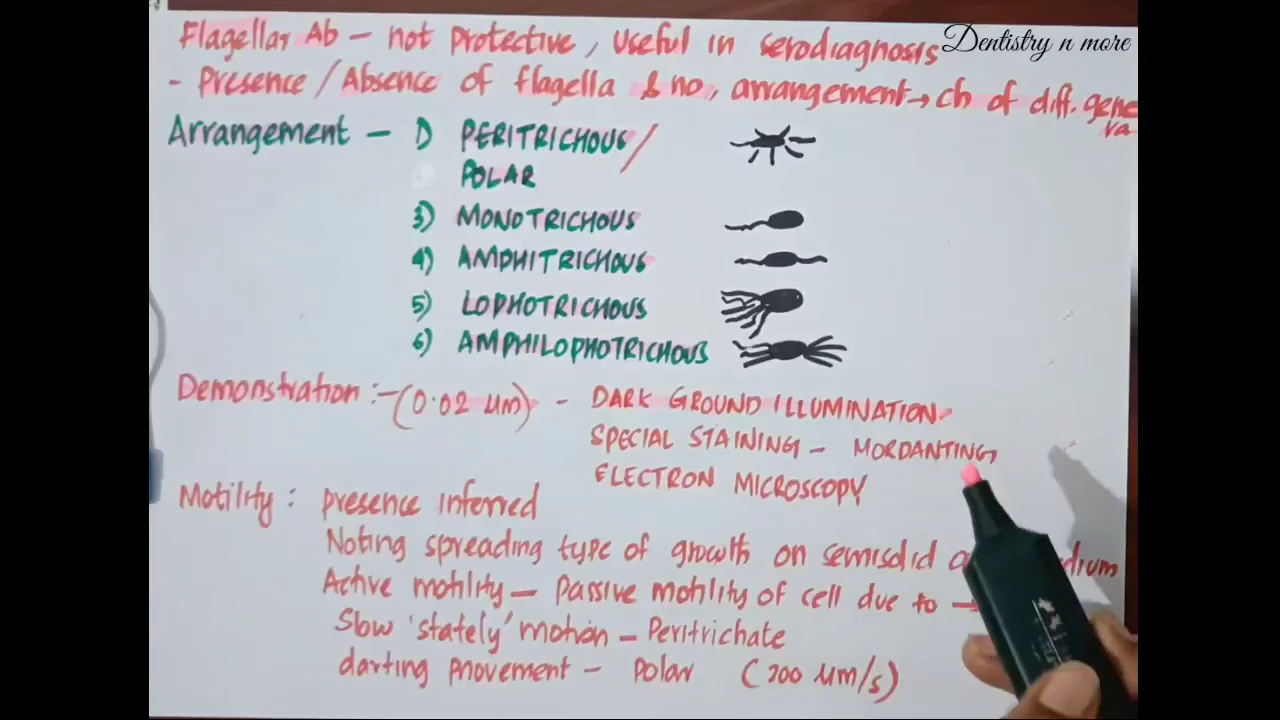 Flagellar Ab - not protective, useful in serodiagnosis
Dentistry n more
- Presence/Absence of flagella & no, arrangement → ch of diff. gene
ra
Arrangement - 1) PERITRICHOUS/
POLAR
3) MONOTRICHOUS
4) AMPHITRICHOUS
5) LOPHOTRICHOUS
6) AMPHILOPHOTRICHOUS
Demonstration :- (0.02 µm) - DARK GROUND ILLUMINATION
SPECIAL STAINING - MORDANTING,
ELECTRON MICROSCOPY
Motility : presence inferred
Noting spreading type of growth on semisolid
Active motility - Passive motility of cell due to →
Slow 'stately' motion - Peritrichate
darting movement - Polar (200 µm/s)